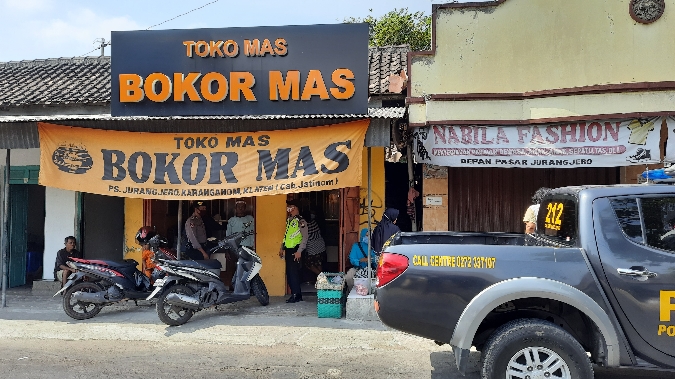 TOKO MAS
BOKOR MAS
TOKO MAS
BOKOR MAS
PS. JURANGJERO, KARANGANOM, KLATEN ( Cab. Jatinom )
NABILA FASHION
DEPAN PASAR JURANGJERO
212
CALL CENTRE 0272 331197
P
PO